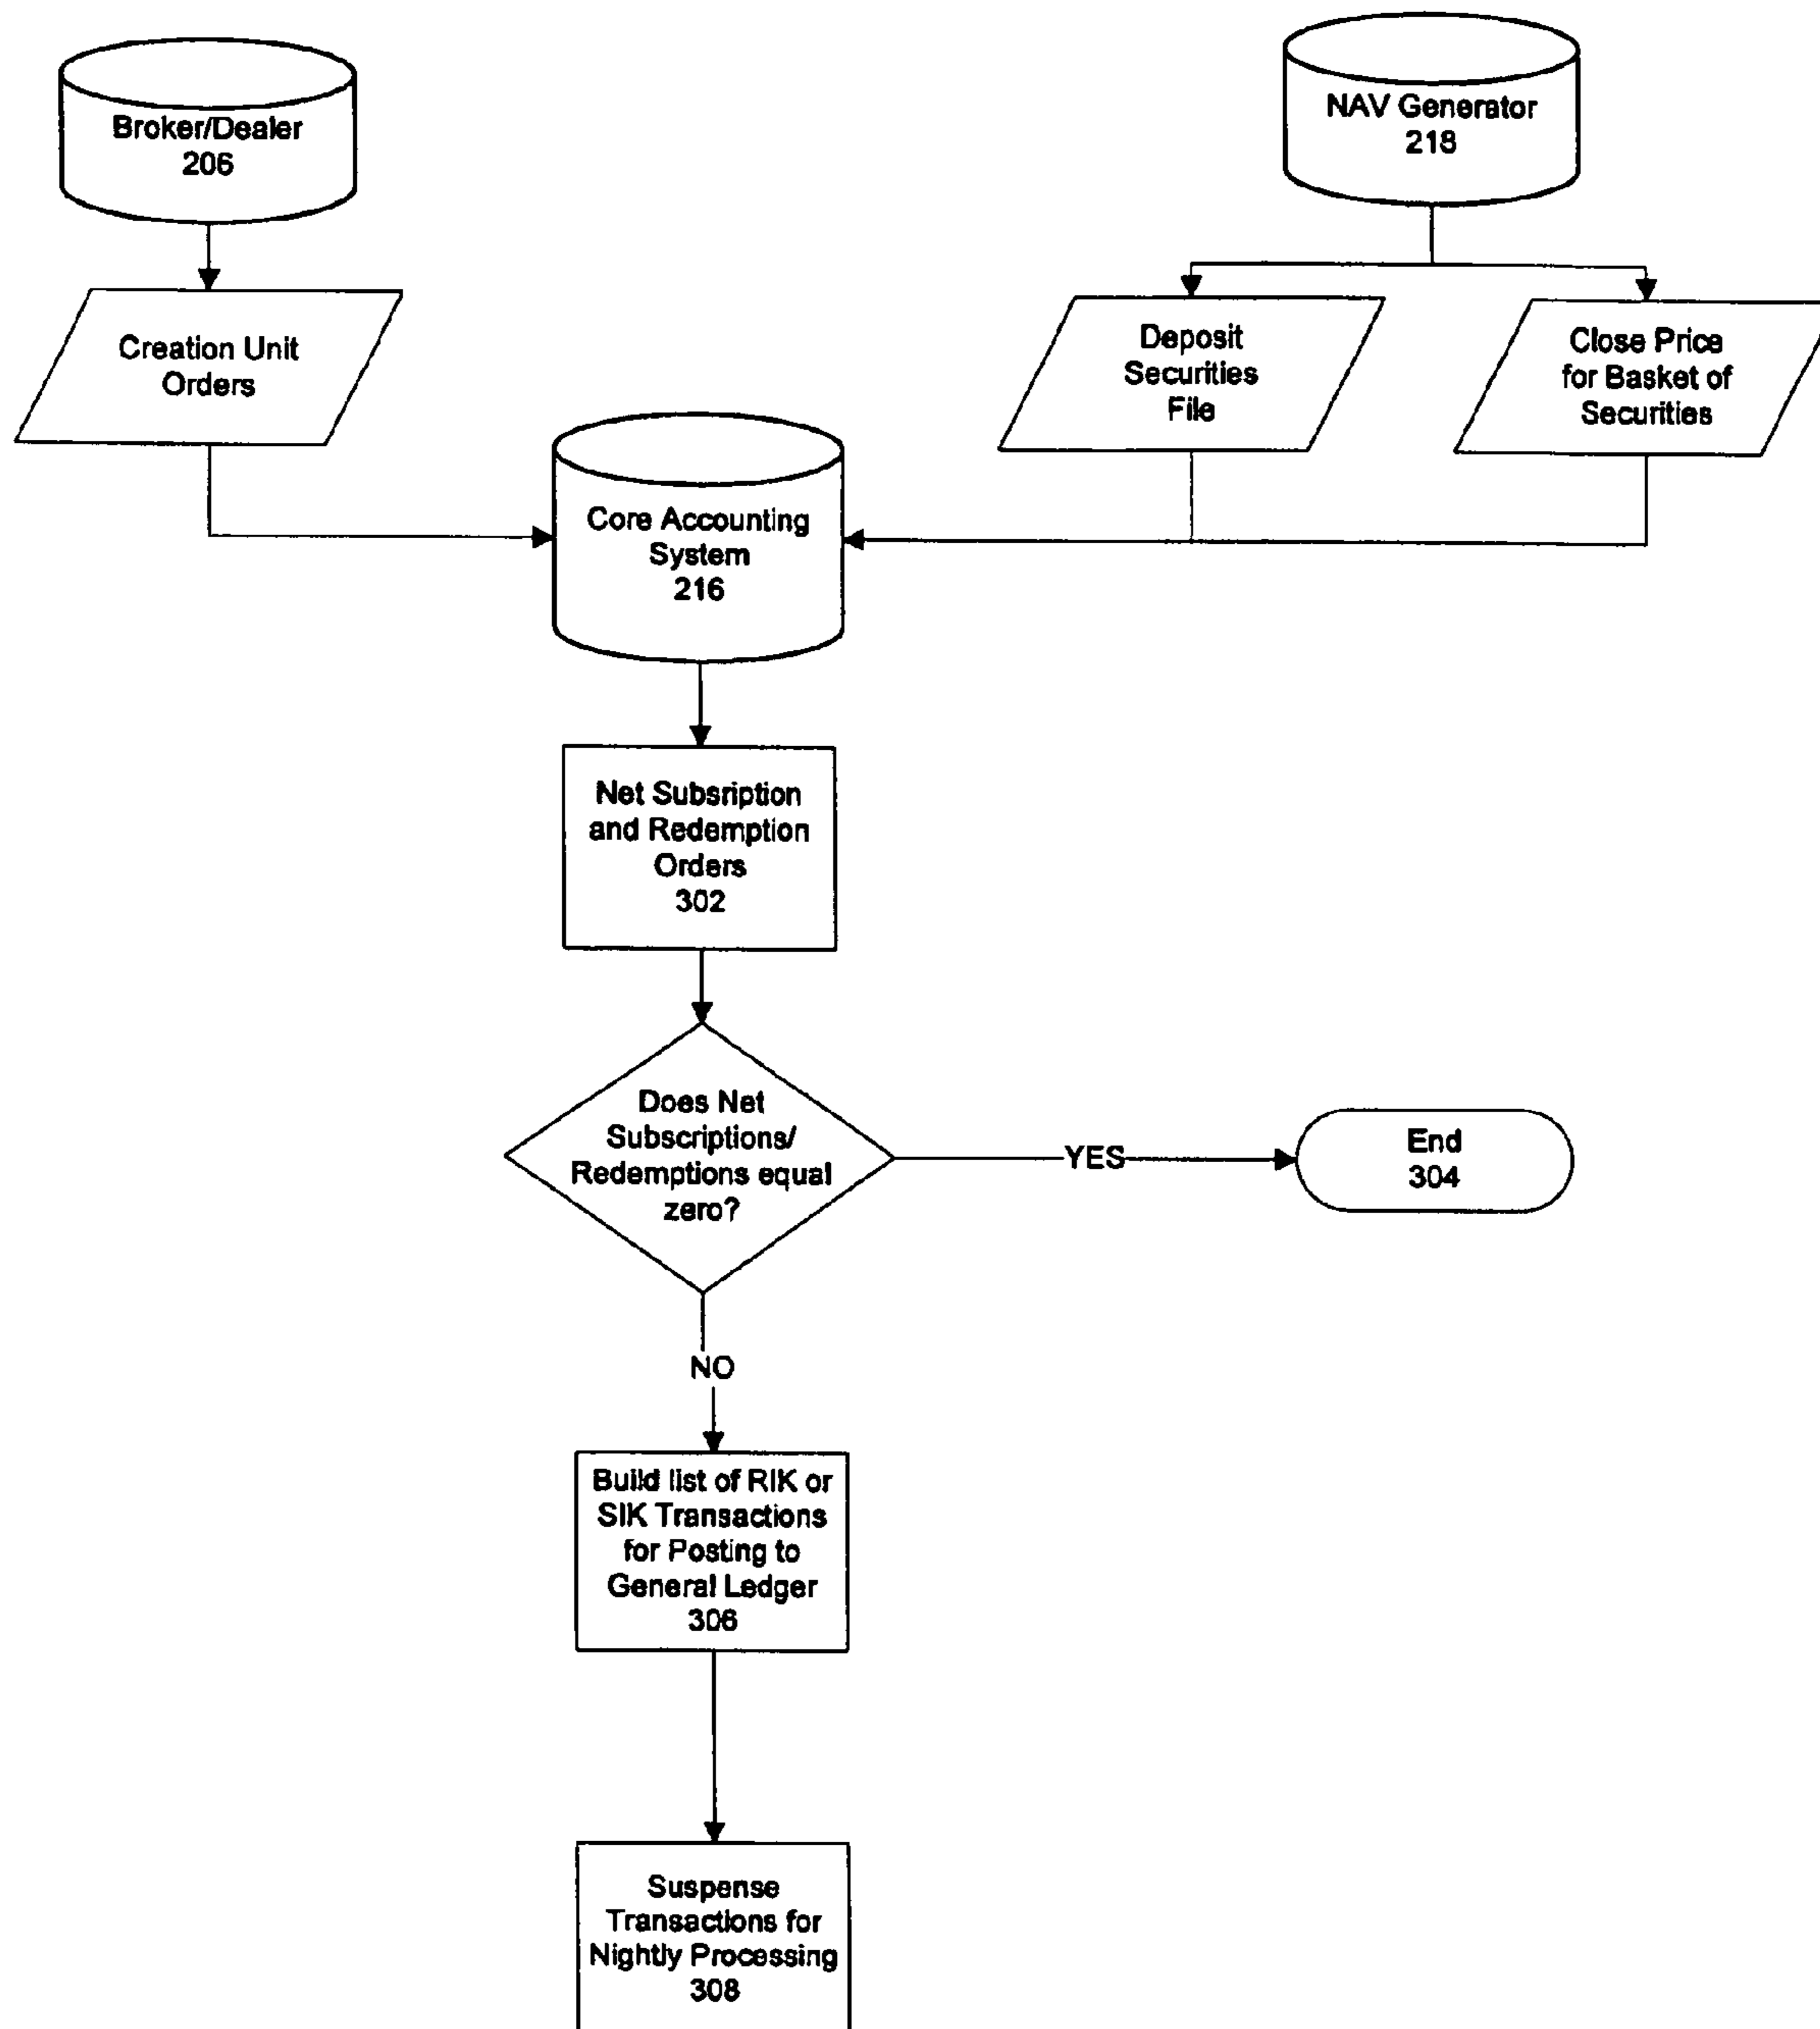 Broker/Dealer
206
NAV Generator
218
Creation Unit
Orders
Deposit
Securities
File
Close Price
for Basket of
Securities
Core Accounting
System
216
Net Subsription
and Redemption
Orders
302
Does Net
Subscriptions/
Redemptions equal
zero?
YES
End
304
NO
Build list of RIK or
SIK Transactions
for Posting to
General Ledger
306
Suspense
Transactions for
Nightly Processing
308